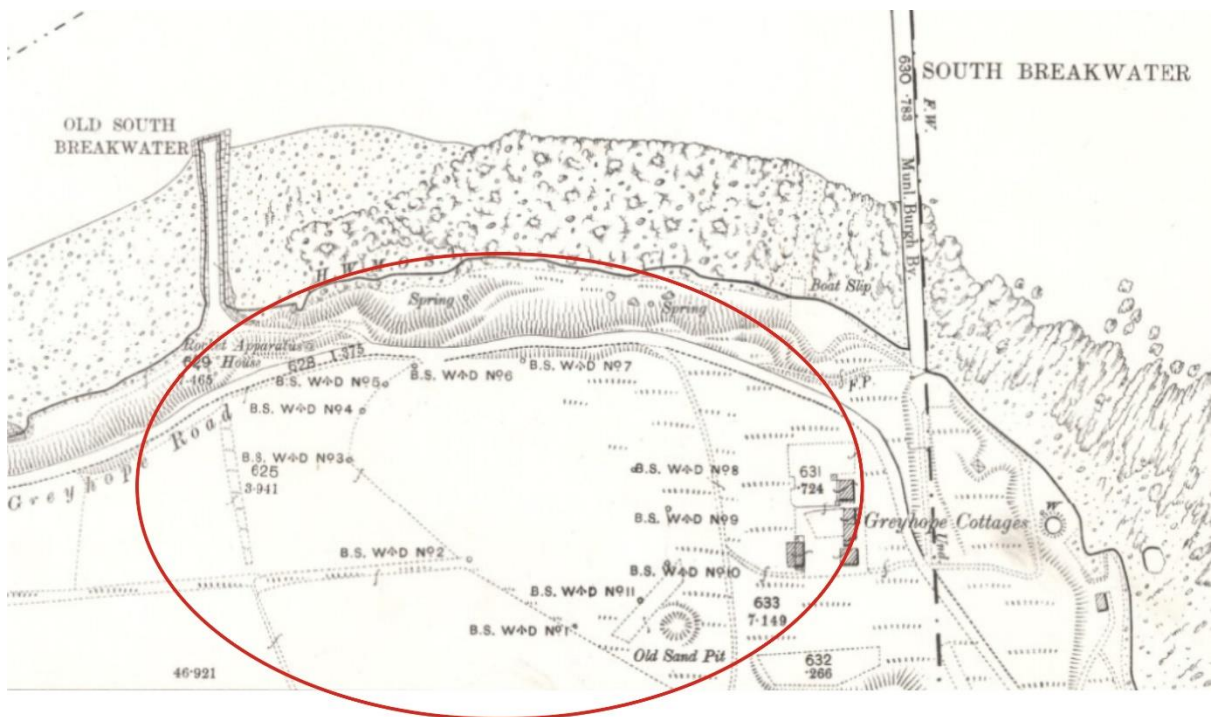 SOUTH BREAKWATER
OLD SOUTH
BREAKWATER
630 ·783
F.W.
Munl. Burgh By.
H.W.M.O.S.T.
Boat Slip
Spring
Spring
Rocket Apparatus
House
629
·465
628 1·375
B.S. W D Nº5
B.S. W D Nº6
B.S. W D Nº7
F.P.
B.S. W D Nº4
Greyhope Road
B.S. W D Nº3
625
3·941
B.S. W D Nº8
631
·724
B.S. W D Nº9
Greyhope Cottages
W
Und.
B.S. W D Nº2
B.S. W D Nº10
B.S. W D Nº11
633
7·149
B.S. W D Nº1
Old Sand Pit
632
·266
46·921